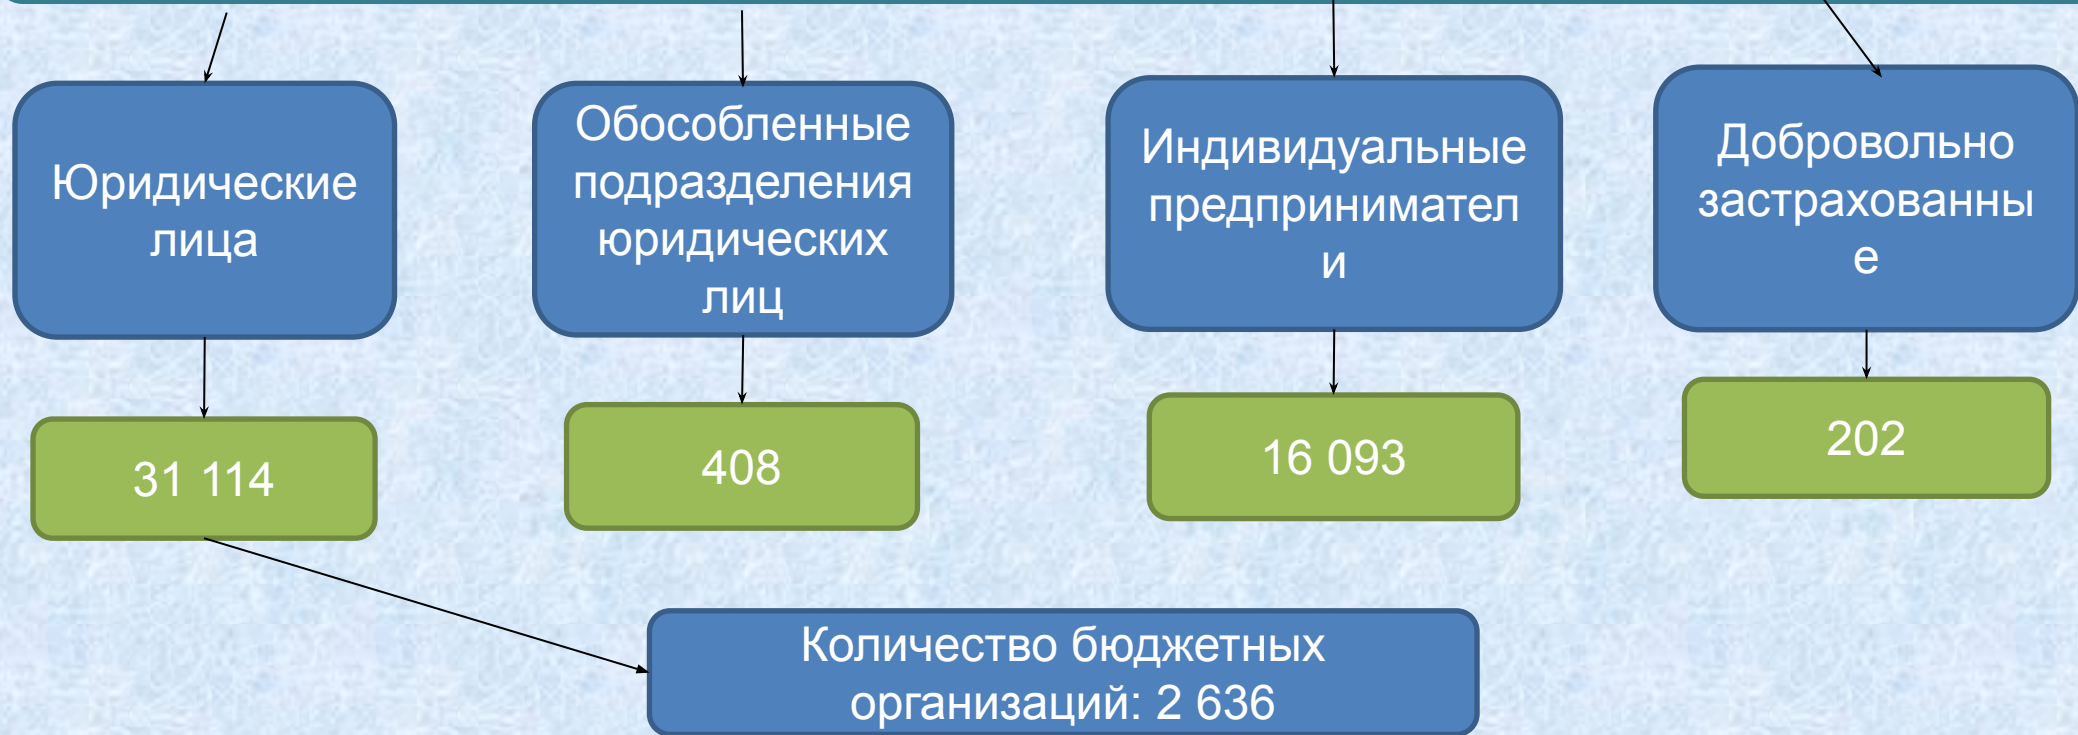 Юридические
лица
Обособленные
подразделения
юридических
лиц
Индивидуальные
предпринимател
и
Добровольно
застрахованны
е
31 114
408
16 093
202
Количество бюджетных
организаций: 2 636